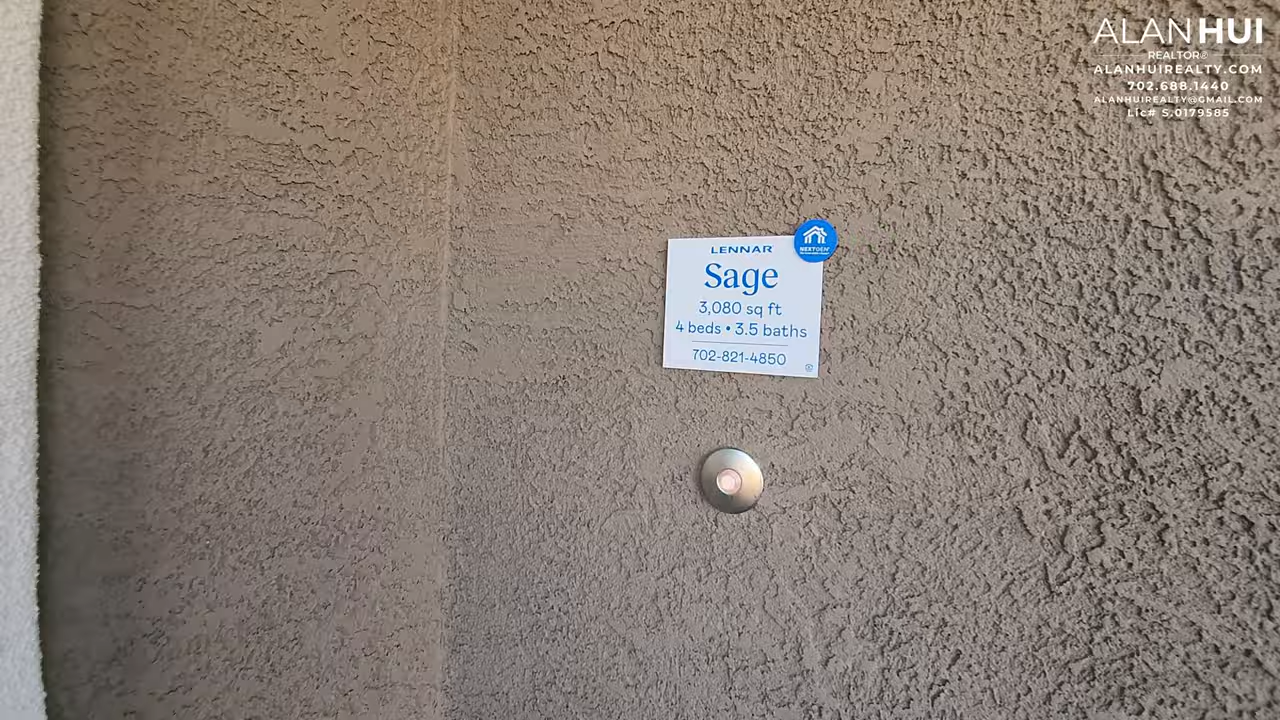 ALANHUI
REALTOR®
ALANHUIREALTY.COM
702.688.1440
ALANHUIREALTY@GMAIL.COM
Lic# S.0179585
LENNAR
NEXTGEN
Sage
3,080 sq ft
4 beds • 3.5 baths
702-821-4850